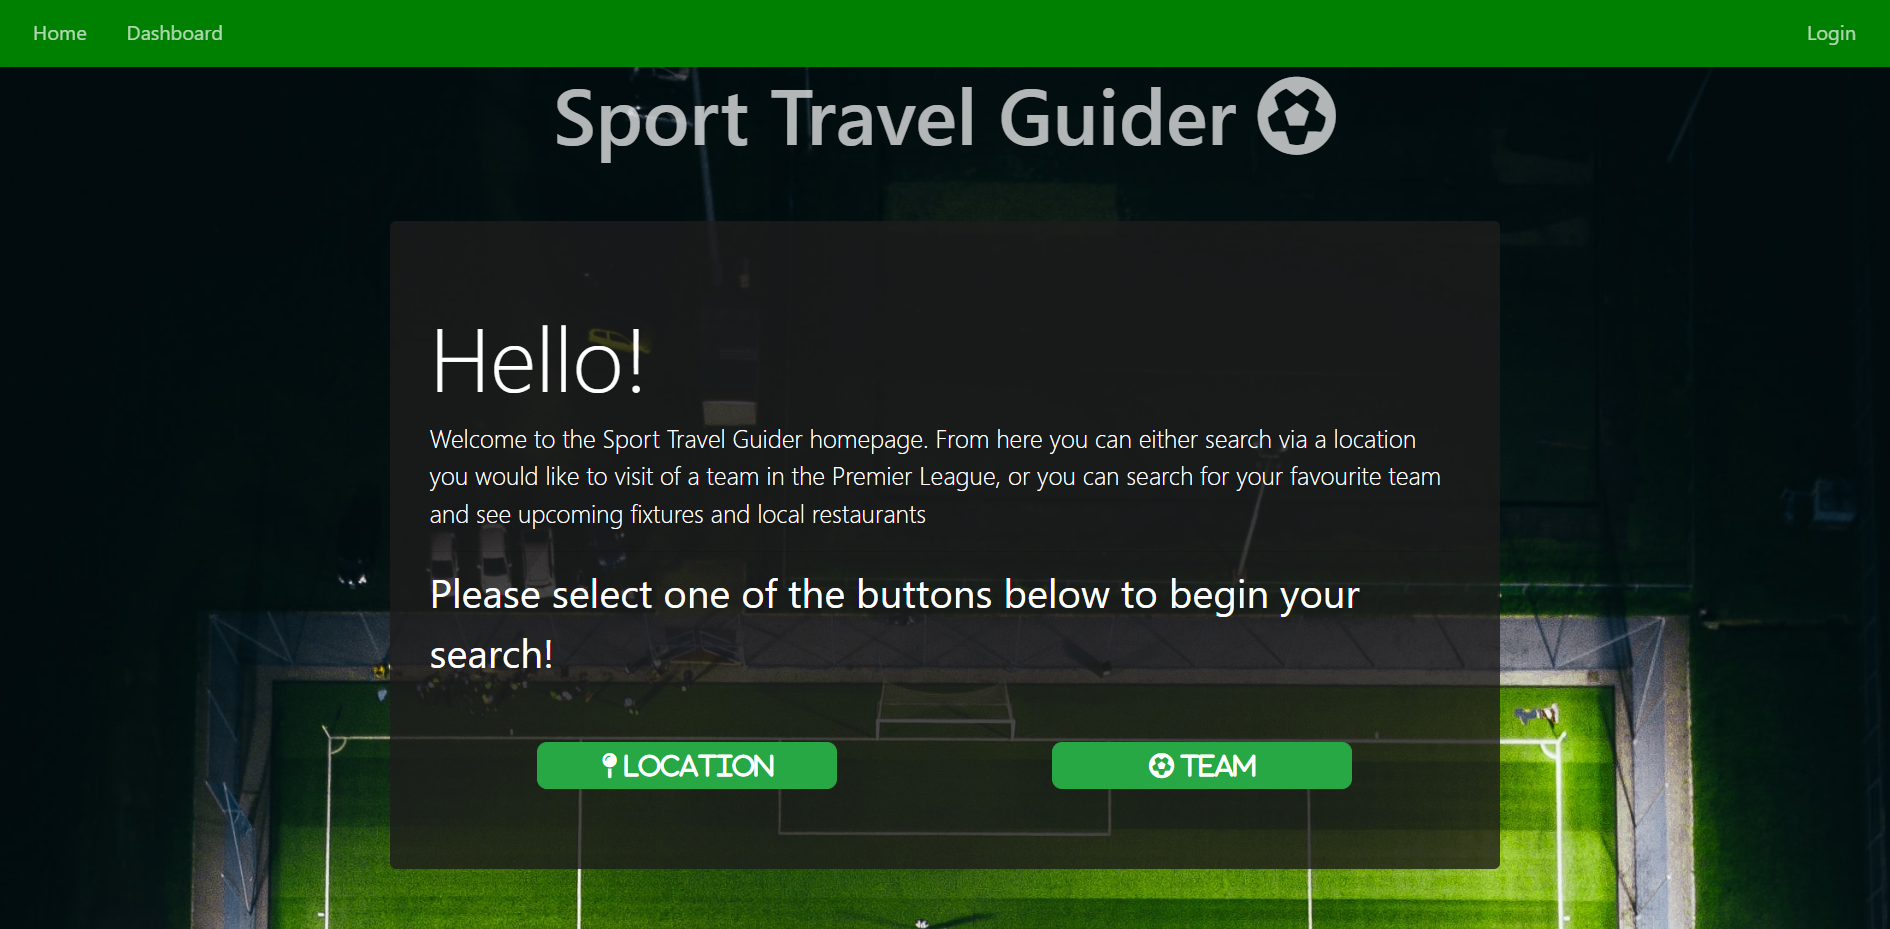 Home Dashboard Login
Sport Travel Guider
Hello!
Welcome to the Sport Travel Guider homepage. From here you can either search via a location
you would like to visit of a team in the Premier League, or you can search for your favourite team
and see upcoming fixtures and local restaurants
Please select one of the buttons below to begin your
search!
LOCATION TEAM